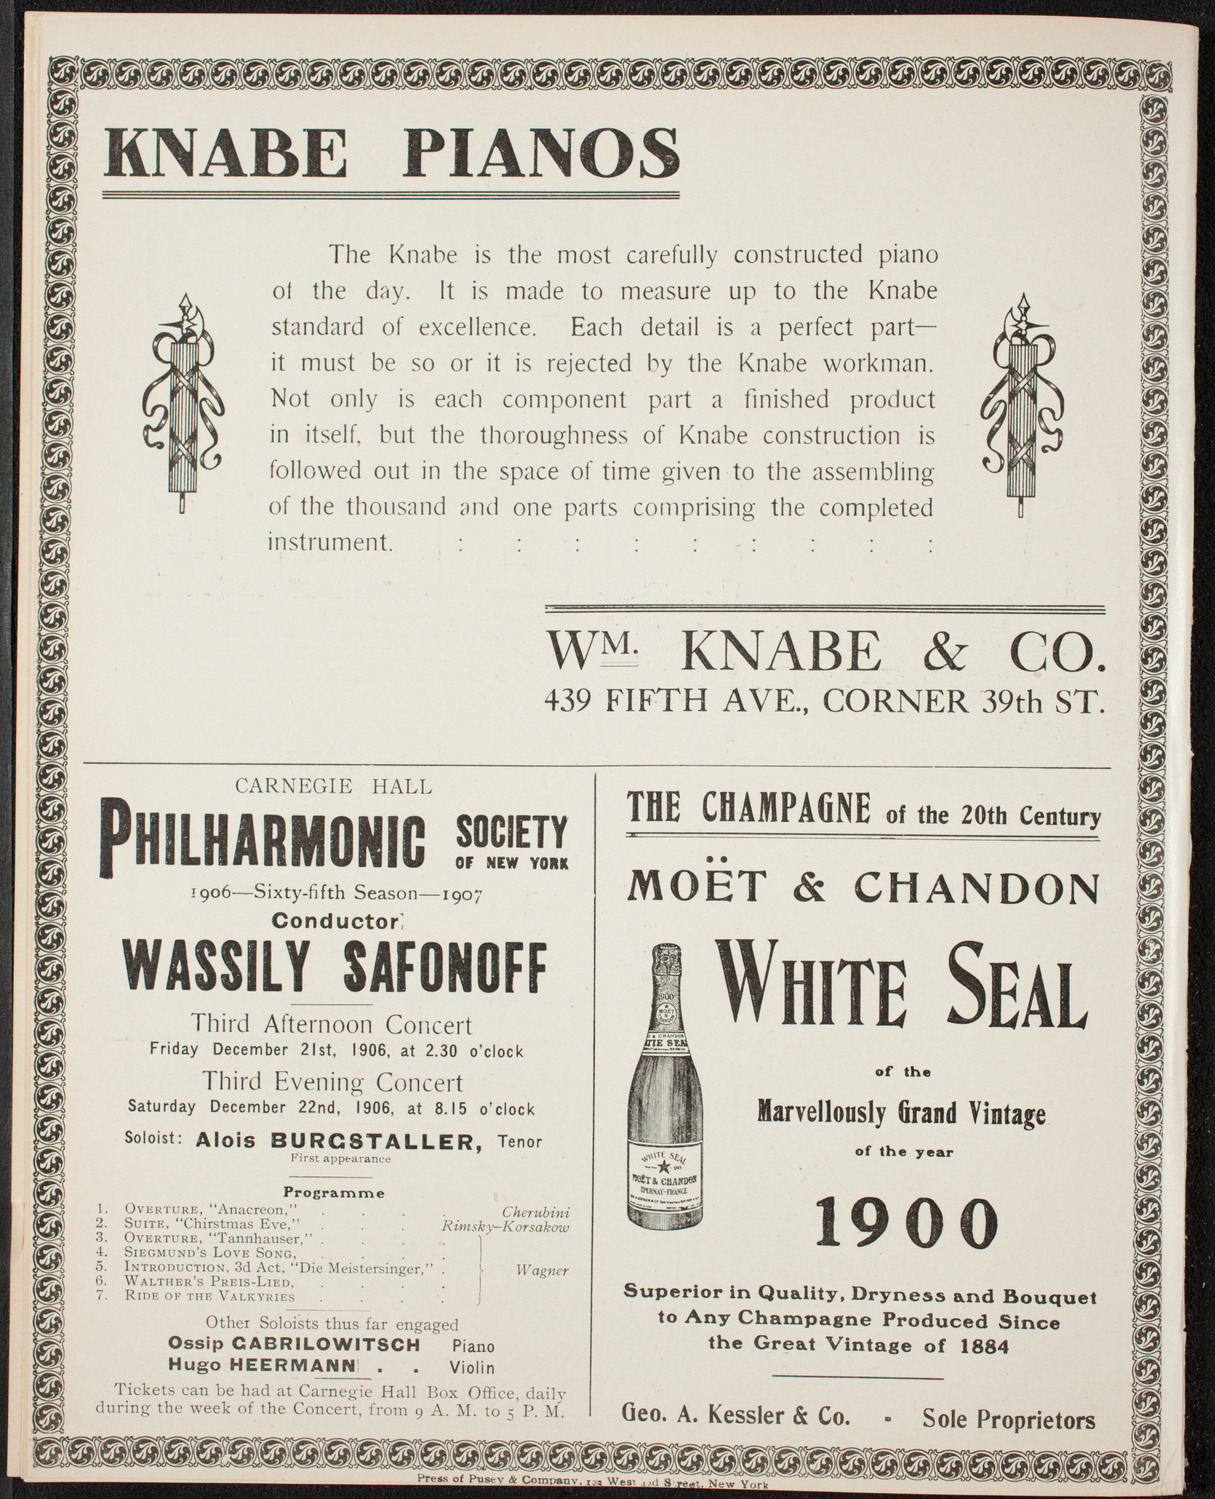 KNABE PIANOS
The Knabe is the most carefully constructed piano
of the day. It is made to measure up to the Knabe
standard of excellence. Each detail is a perfect part—
it must be so or it is rejected by the Knabe workman.
Not only is each component part a finished product
in itself, but the thoroughness of Knabe construction is
followed out in the space of time given to the assembling
of the thousand and one parts comprising the completed
instrument. : : : : : : : : :
WM. KNABE & CO.
439 FIFTH AVE., CORNER 39th ST.
CARNEGIE HALL
PHILHARMONIC SOCIETY
OF NEW YORK
1906—Sixty-fifth Season—1907
Conductor:
WASSILY SAFONOFF
Third Afternoon Concert
Friday December 21st, 1906, at 2.30 o'clock
Third Evening Concert
Saturday December 22nd, 1906, at 8.15 o'clock
Soloist: Alois BURGSTALLER, Tenor
First appearance
Programme
1. OVERTURE, "Anacreon," . . . Cherubini
2. SUITE, "Chirstmas Eve," . . . Rimsky-Korsakow
3. OVERTURE, "Tannhauser," . . . .
4. SIEGMUND'S LOVE SONG, . . . .
5. INTRODUCTION, 3d Act, "Die Meistersinger," . Wagner
6. WALTHER'S PREIS-LIED, . . . .
7. RIDE OF THE VALKYRIES . . . .
Other Soloists thus far engaged
Ossip GABRILOWITSCH Piano
Hugo HEERMANN . . Violin
Tickets can be had at Carnegie Hall Box Office, daily
during the week of the Concert, from 9 A. M. to 5 P. M.
THE CHAMPAGNE of the 20th Century
MOËT & CHANDON
WHITE SEAL
1900
MOËT
& CHANDON
ITE SEA
WHITE SEAL
MOËT & CHANDON
EPERNAY-FRANCE
of the
Marvellously Grand Vintage
of the year
1900
Superior in Quality, Dryness and Bouquet
to Any Champagne Produced Since
the Great Vintage of 1884
Geo. A. Kessler & Co. - Sole Proprietors
Press of Pusey & Company, 123 West 42d Street, New York